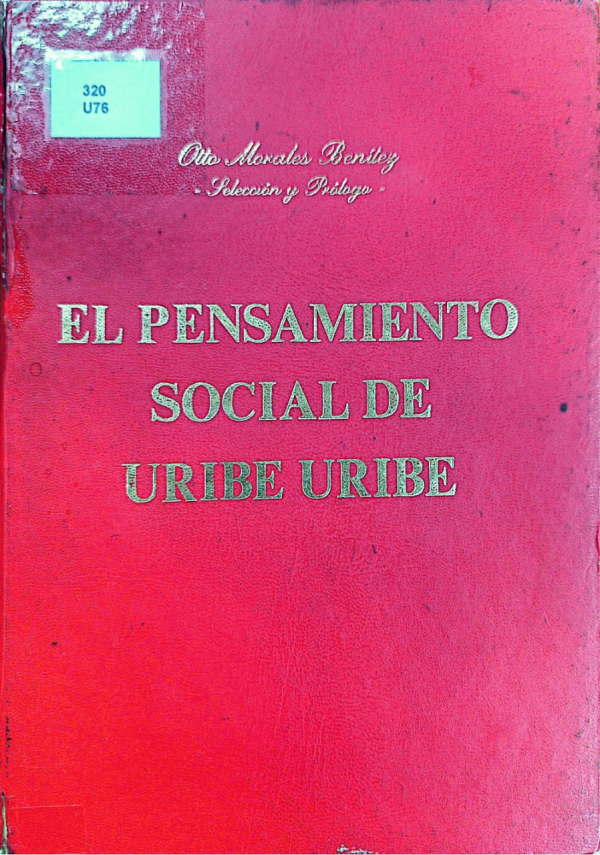 320
U76
Otto Morales Benítez
- Selección y Prólogo -
EL PENSAMIENTO
SOCIAL DE
URIBE URIBE